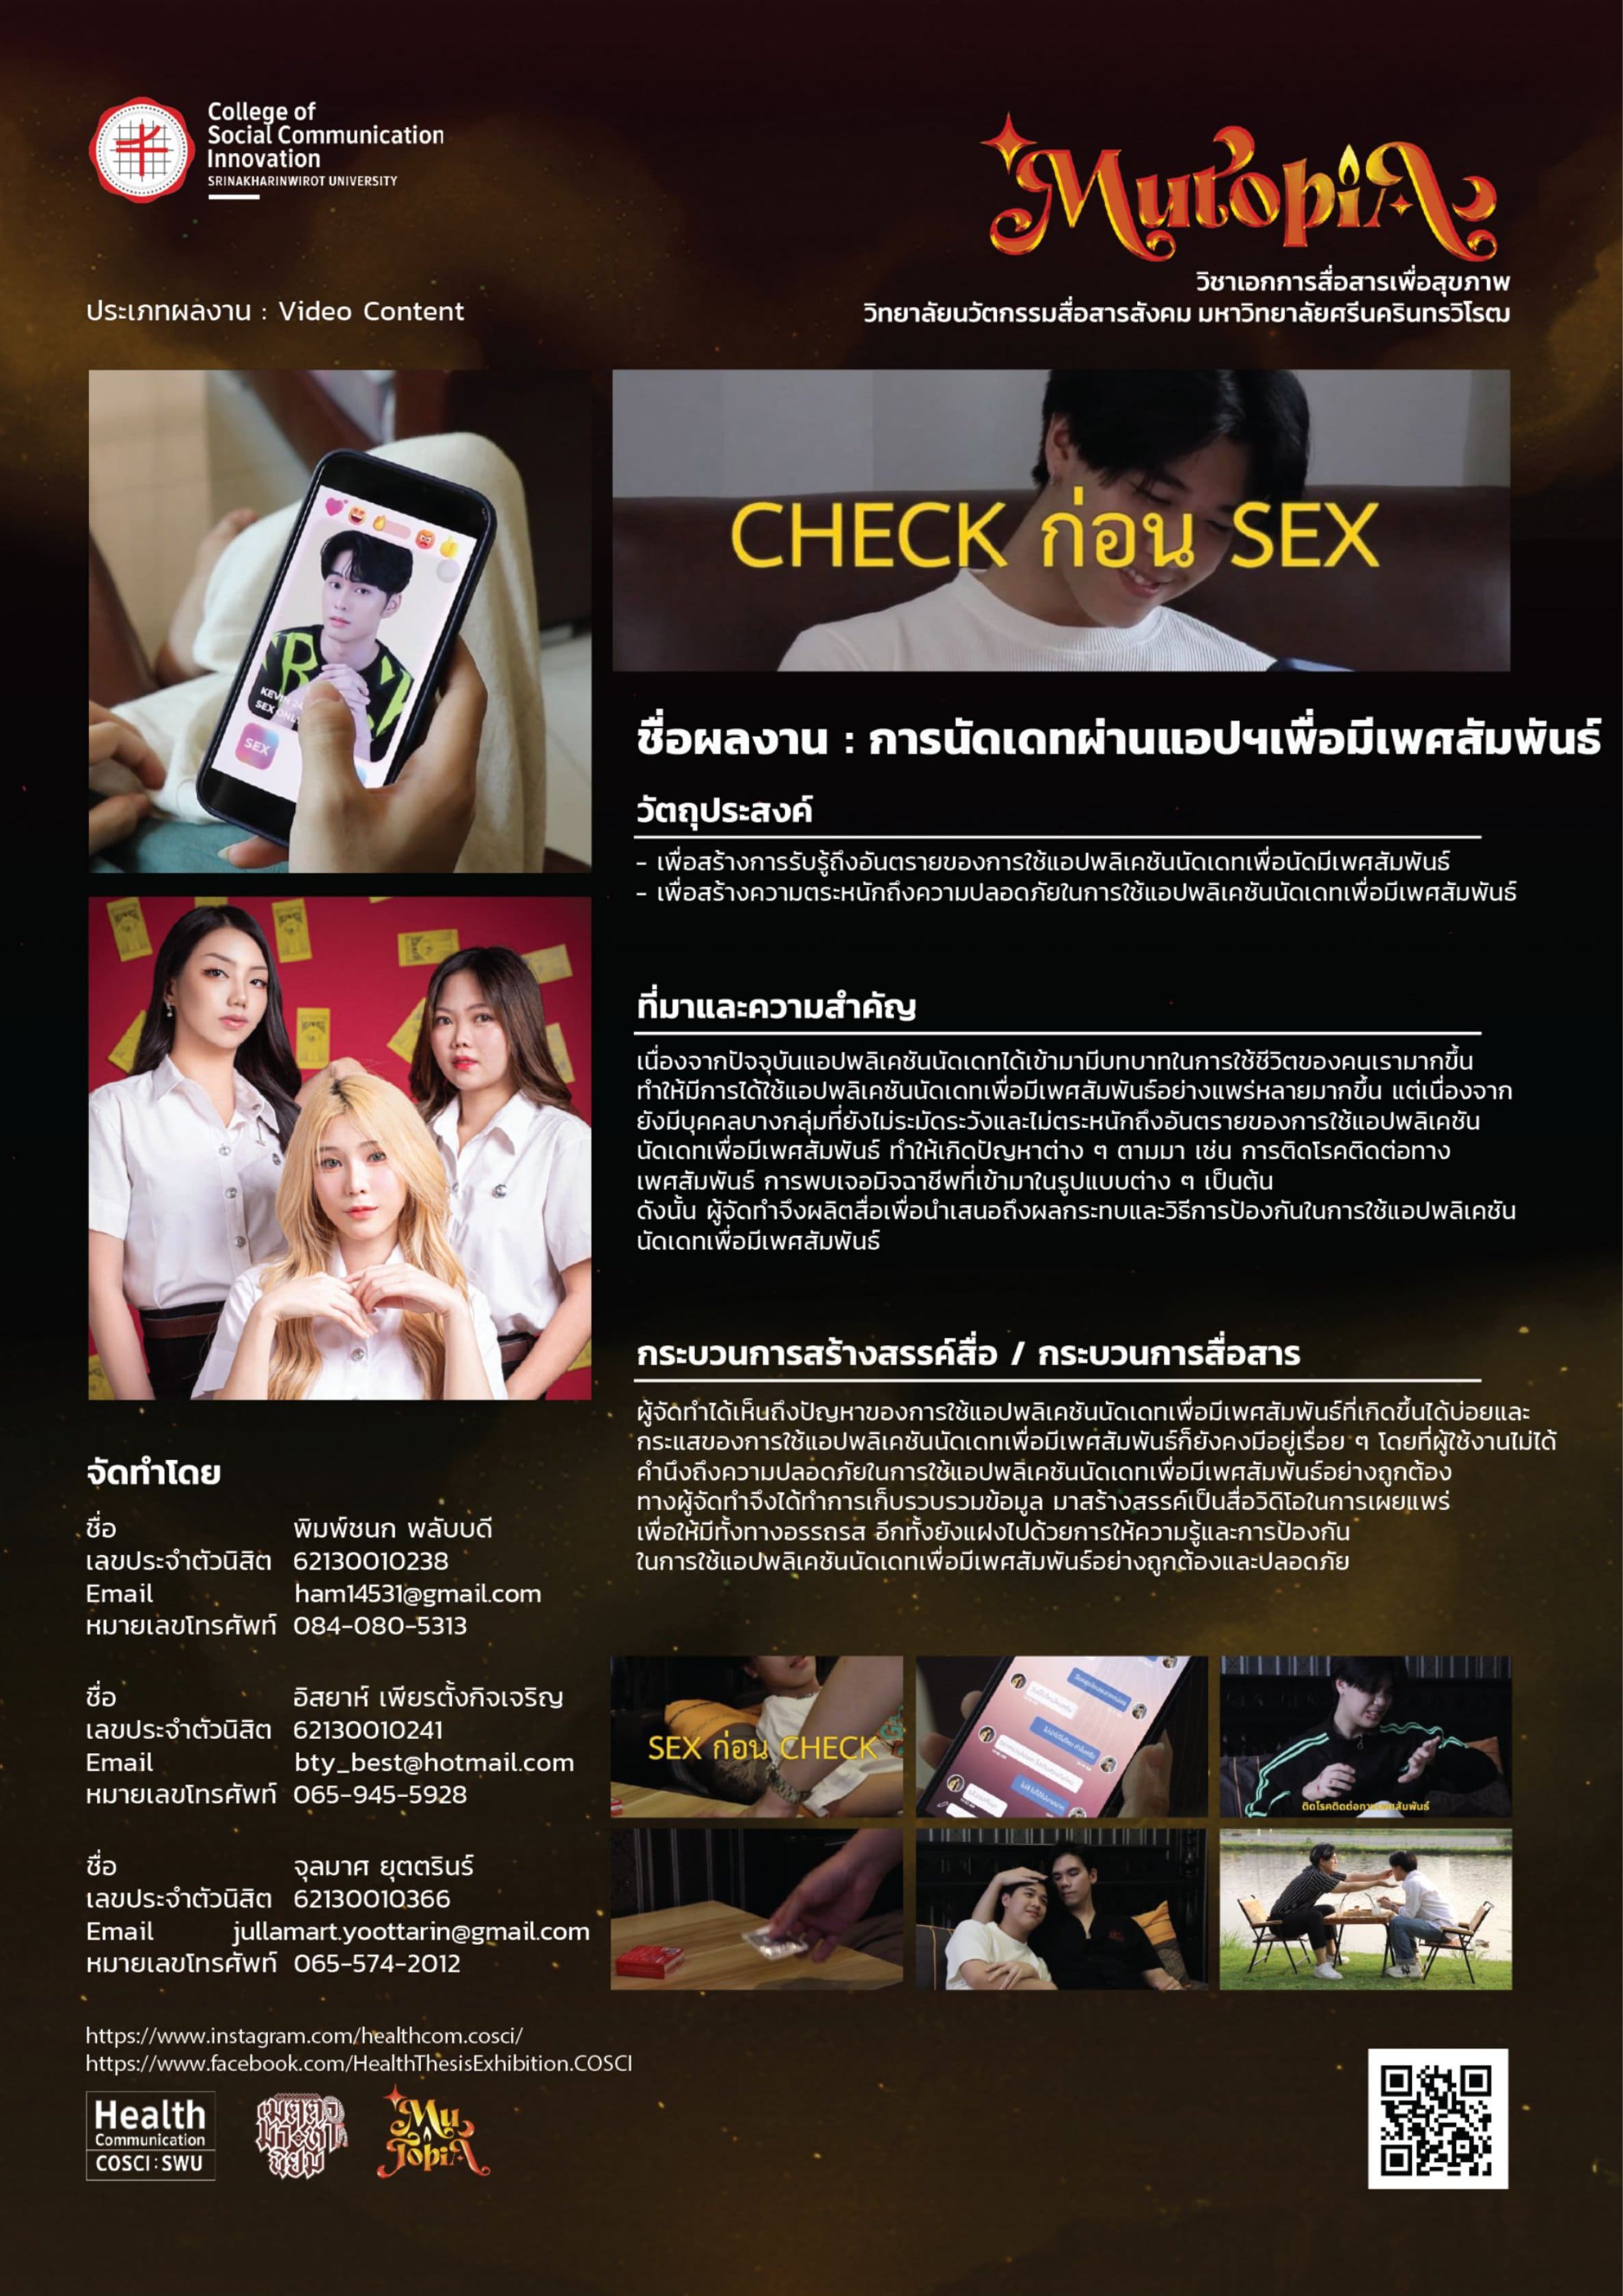 College of
Social Communication
Innovation
SRINAKHARINWIROT UNIVERSITY
MutopiA
วิชาเอกการสื่อสารเพื่อสุขภาพ
วิทยาลัยนวัตกรรมสื่อสารสังคม มหาวิทยาลัยศรีนครินทรวิโรฒ
ประเภทผลงาน : Video Content
KEVIN 24
SEX ONLY
SEX
CHECK ก่อน SEX
ชื่อผลงาน : การนัดเดทผ่านแอปฯเพื่อมีเพศสัมพันธ์
วัตถุประสงค์
- เพื่อสร้างการรับรู้ถึงอันตรายของการใช้แอปพลิเคชันนัดเดทเพื่อนัดมีเพศสัมพันธ์
- เพื่อสร้างความตระหนักถึงความปลอดภัยในการใช้แอปพลิเคชันนัดเดทเพื่อมีเพศสัมพันธ์
ที่มาและความสำคัญ
เนื่องจากปัจจุบันแอปพลิเคชันนัดเดทได้เข้ามามีบทบาทในการใช้ชีวิตของคนเรามากขึ้น
ทำให้มีการได้ใช้แอปพลิเคชันนัดเดทเพื่อมีเพศสัมพันธ์อย่างแพร่หลายมากขึ้น แต่เนื่องจาก
ยังมีบุคคลบางกลุ่มที่ยังไม่ระมัดระวังและไม่ตระหนักถึงอันตรายของการใช้แอปพลิเคชัน
นัดเดทเพื่อมีเพศสัมพันธ์ ทำให้เกิดปัญหาต่าง ๆ ตามมา เช่น การติดโรคติดต่อทาง
เพศสัมพันธ์ การพบเจอมิจฉาชีพที่เข้ามาในรูปแบบต่าง ๆ เป็นต้น
ดังนั้น ผู้จัดทำจึงผลิตสื่อเพื่อนำเสนอถึงผลกระทบและวิธีการป้องกันในการใช้แอปพลิเคชัน
นัดเดทเพื่อมีเพศสัมพันธ์
กระบวนการสร้างสรรค์สื่อ / กระบวนการสื่อสาร
ผู้จัดทำได้เห็นถึงปัญหาของการใช้แอปพลิเคชันนัดเดทเพื่อมีเพศสัมพันธ์ที่เกิดขึ้นได้บ่อยและ
กระแสของการใช้แอปพลิเคชันนัดเดทเพื่อมีเพศสัมพันธ์ก็ยังคงมีอยู่เรื่อย ๆ โดยที่ผู้ใช้งานไม่ได้
คำนึงถึงความปลอดภัยในการใช้แอปพลิเคชันนัดเดทเพื่อมีเพศสัมพันธ์อย่างถูกต้อง
ทางผู้จัดทำจึงได้ทำการเก็บรวบรวมข้อมูล มาสร้างสรรค์เป็นสื่อวิดิโอในการเผยแพร่
เพื่อให้มีทั้งทางอรรถรส อีกทั้งยังแฝงไปด้วยการให้ความรู้และการป้องกัน
ในการใช้แอปพลิเคชันนัดเดทเพื่อมีเพศสัมพันธ์อย่างถูกต้องและปลอดภัย
จัดทำโดย
ชื่อ พิมพ์ชนก พลับบดี
เลขประจำตัวนิสิต 62130010238
Email ham14531@gmail.com
หมายเลขโทรศัพท์ 084-080-5313
ชื่อ อิสยาห์ เพียรตั้งกิจเจริญ
เลขประจำตัวนิสิต 62130010241
Email bty_best@hotmail.com
หมายเลขโทรศัพท์ 065-945-5928
ชื่อ จุลมาศ ยุตตรินร์
เลขประจำตัวนิสิต 62130010366
Email jullamart.yoottarin@gmail.com
หมายเลขโทรศัพท์ 065-574-2012
SEX ก่อน CHECK
ติดโรคติดต่อทางเพศสัมพันธ์
https://www.instagram.com/healthcom.cosci/
https://www.facebook.com/HealthThesisExhibition.COSCI
Health
Communication
COSCI : SWU
Mu
TopiA